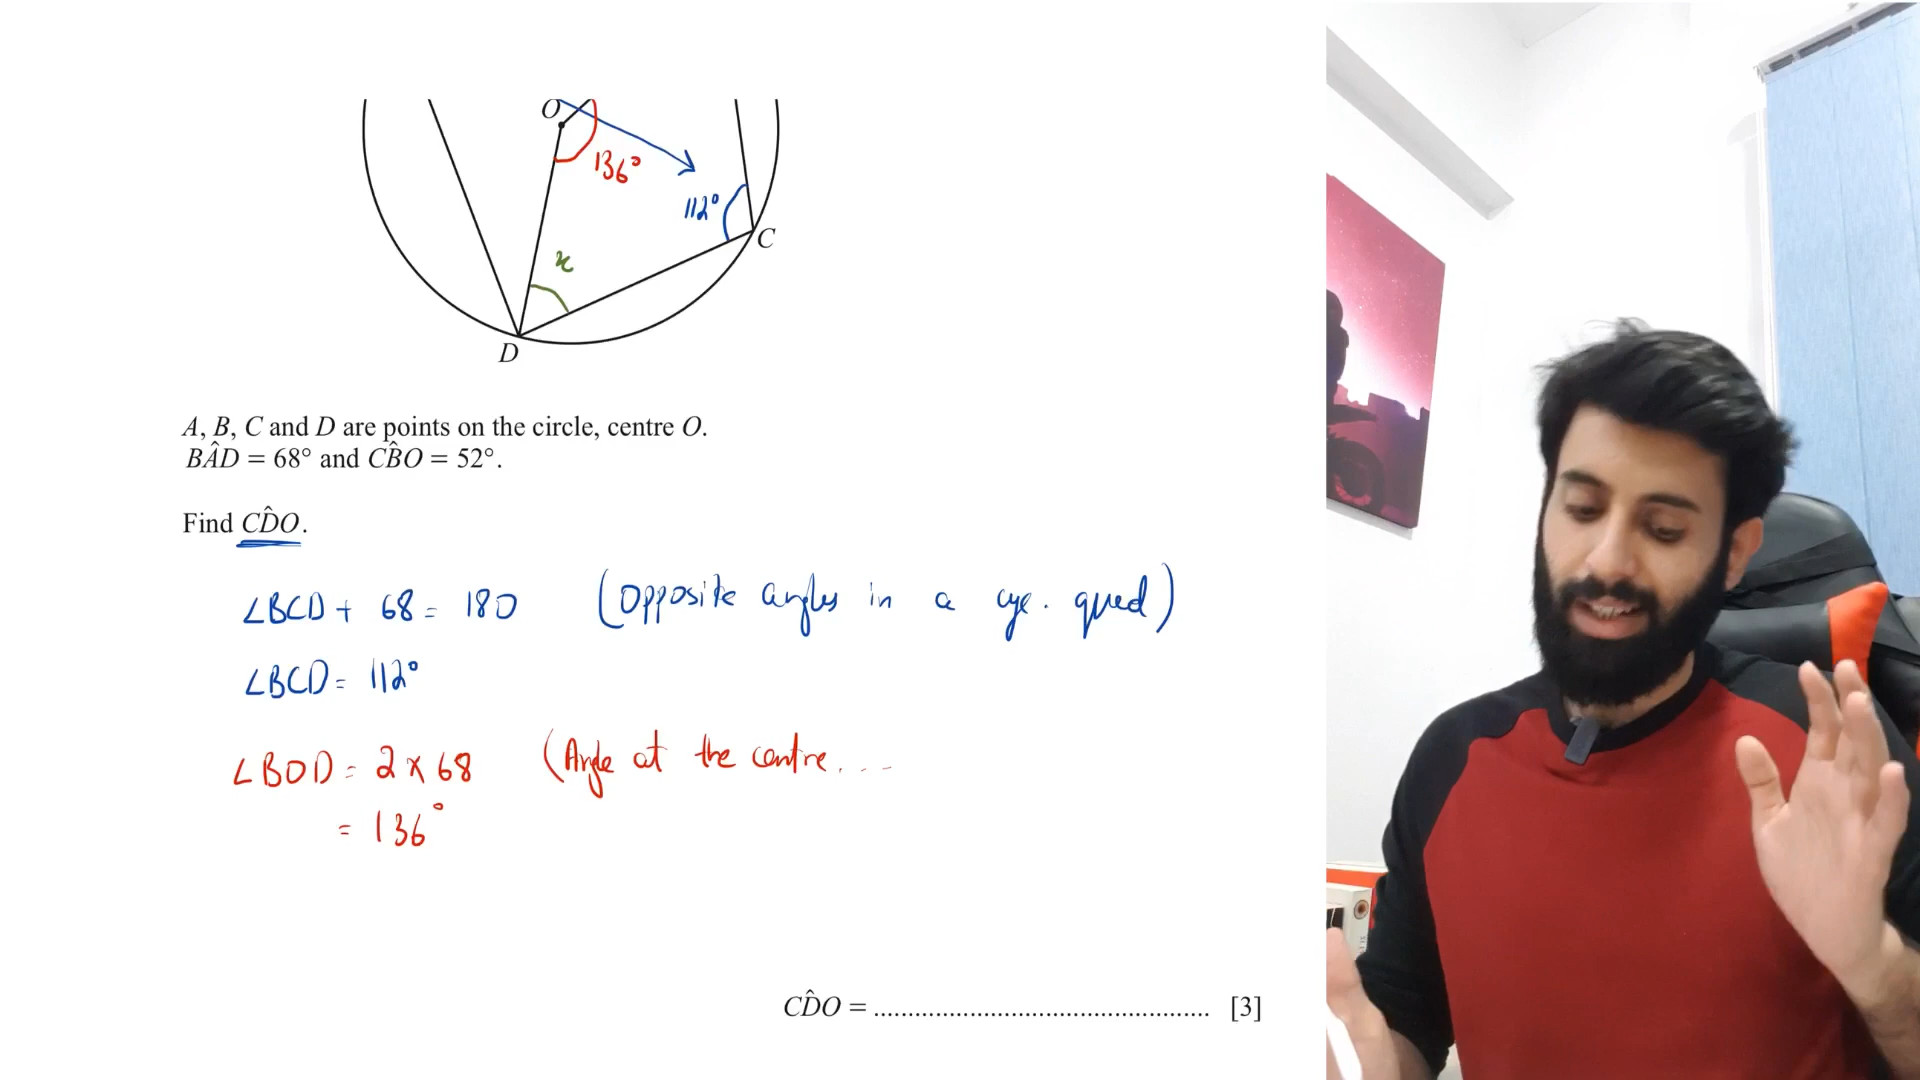 O
136°
112°
C
x
D
A, B, C and D are points on the circle, centre O.
BÂD = 68° and CB̂O = 52°.
Find CD̂O.
∠BCD + 68 = 180 (Opposite angles in a cyc. quad)
∠BCD = 112°
∠BOD = 2 × 68 (Angle at the centre...
= 136°
CD̂O = ................................................ [3]